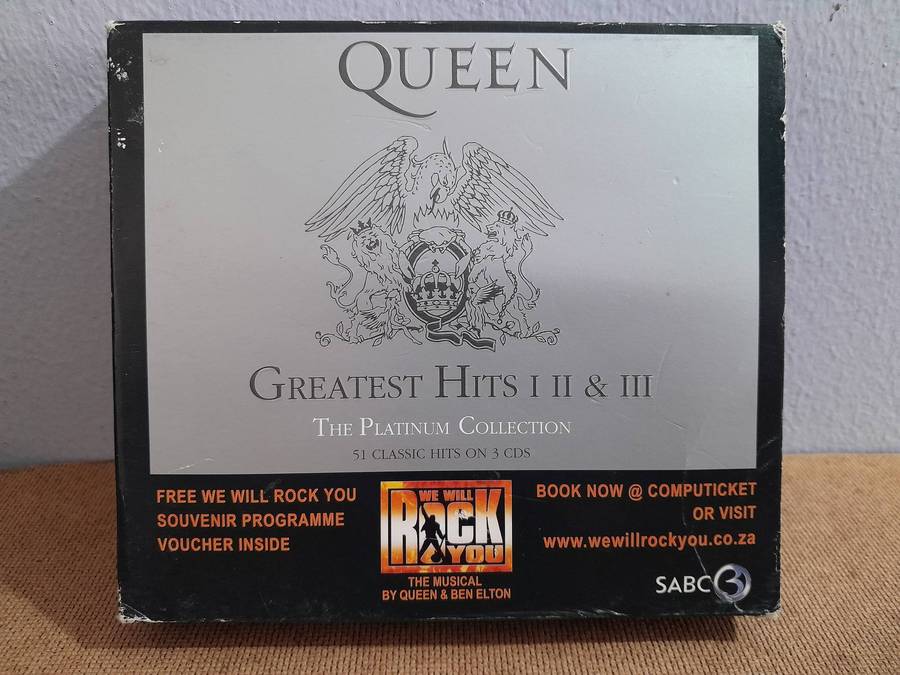 QUEEN
GREATEST HITS I II & III
THE PLATINUM COLLECTION
51 CLASSIC HITS ON 3 CDS
FREE WE WILL ROCK YOU
SOUVENIR PROGRAMME
VOUCHER INSIDE
WE WILL
ROCK
YOU
THE MUSICAL
BY QUEEN & BEN ELTON
BOOK NOW @ COMPUTICKET
OR VISIT
www.wewillrockyou.co.za
SABC 3